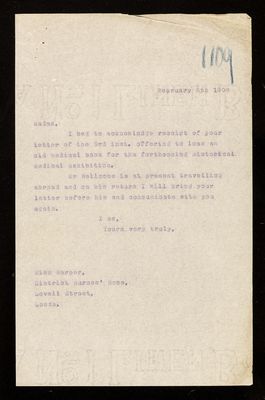 1109
February 5th 190
Madam,
I beg to acknowledge receipt of your
letter of the 3rd inst. offering to loan an
old medical book for the forthcoming Historical
Medical Exhibition.
Mr Wellcome is at present travelling
abroad and on his return I will bring your
letter before him and communicate with you
again.
I am,
Yours very truly,
Miss Harper,
District Nurses' Home,
Lovell Street,
Leeds.